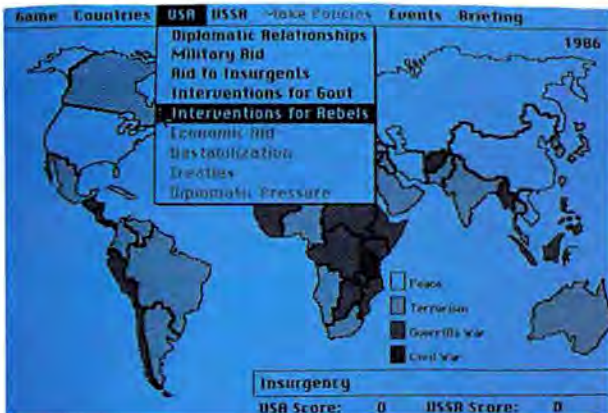 Game Countries USA USSR Make Policies Events Briefing
Diplomatic Relationships
Military Aid
Aid to Insurgents
Interventions for Govt
Interventions for Rebels
Economic Aid
Destabilization
Treaties
Diplomatic Pressure
1986
Peace
Terrorism
Guerrilla War
Civil War
Insurgency
USA Score: 0 USSR Score: 0